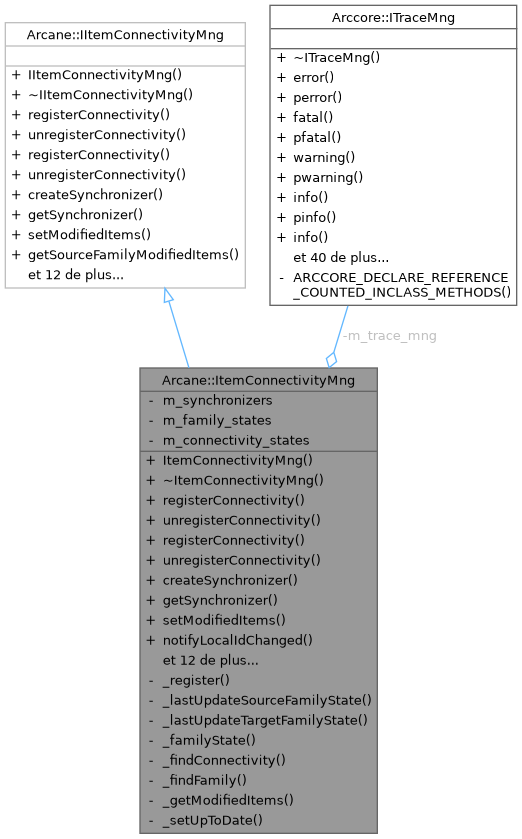 Arcane::IItemConnectivityMng
+ IItemConnectivityMng()
+ ~IItemConnectivityMng()
+ registerConnectivity()
+ unregisterConnectivity()
+ registerConnectivity()
+ unregisterConnectivity()
+ createSynchronizer()
+ getSynchronizer()
+ setModifiedItems()
+ getSourceFamilyModifiedItems()
et 12 de plus...
Arccore::ITraceMng
+ ~ITraceMng()
+ error()
+ perror()
+ fatal()
+ pfatal()
+ warning()
+ pwarning()
+ info()
+ pinfo()
+ info()
et 40 de plus...
- ARCCORE_DECLARE_REFERENCE
_COUNTED_INCLASS_METHODS()
-m_trace_mng
Arcane::ItemConnectivityMng
- m_synchronizers
- m_family_states
- m_connectivity_states
+ ItemConnectivityMng()
+ ~ItemConnectivityMng()
+ registerConnectivity()
+ unregisterConnectivity()
+ registerConnectivity()
+ unregisterConnectivity()
+ createSynchronizer()
+ getSynchronizer()
+ setModifiedItems()
+ notifyLocalIdChanged()
et 12 de plus...
- _register()
- _lastUpdateSourceFamilyState()
- _lastUpdateTargetFamilyState()
- _familyState()
- _findConnectivity()
- _findFamily()
- _getModifiedItems()
- _setUpToDate()